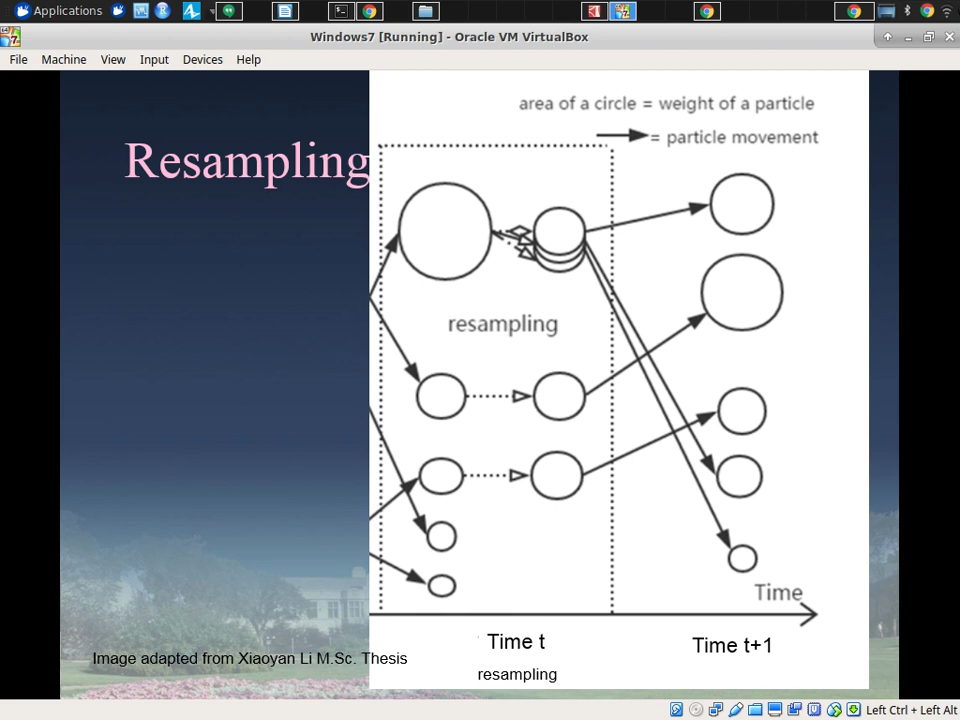 Applications
Windows7 [Running] - Oracle VM VirtualBox
File Machine View Input Devices Help
Resampling
area of a circle = weight of a particle
= particle movement
resampling
Time
Time t
Time t+1
resampling
Image adapted from Xiaoyan Li M.Sc. Thesis
Left Ctrl + Left Alt